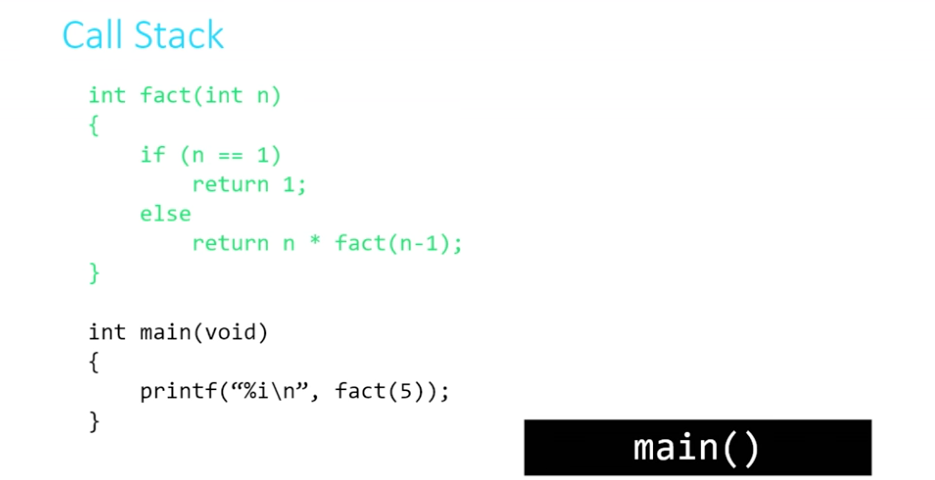 Call Stack
int fact(int n)
{
    if (n == 1)
        return 1;
    else
        return n * fact(n-1);
}
int main(void)
{
    printf(“%i\n”, fact(5));
}
main()